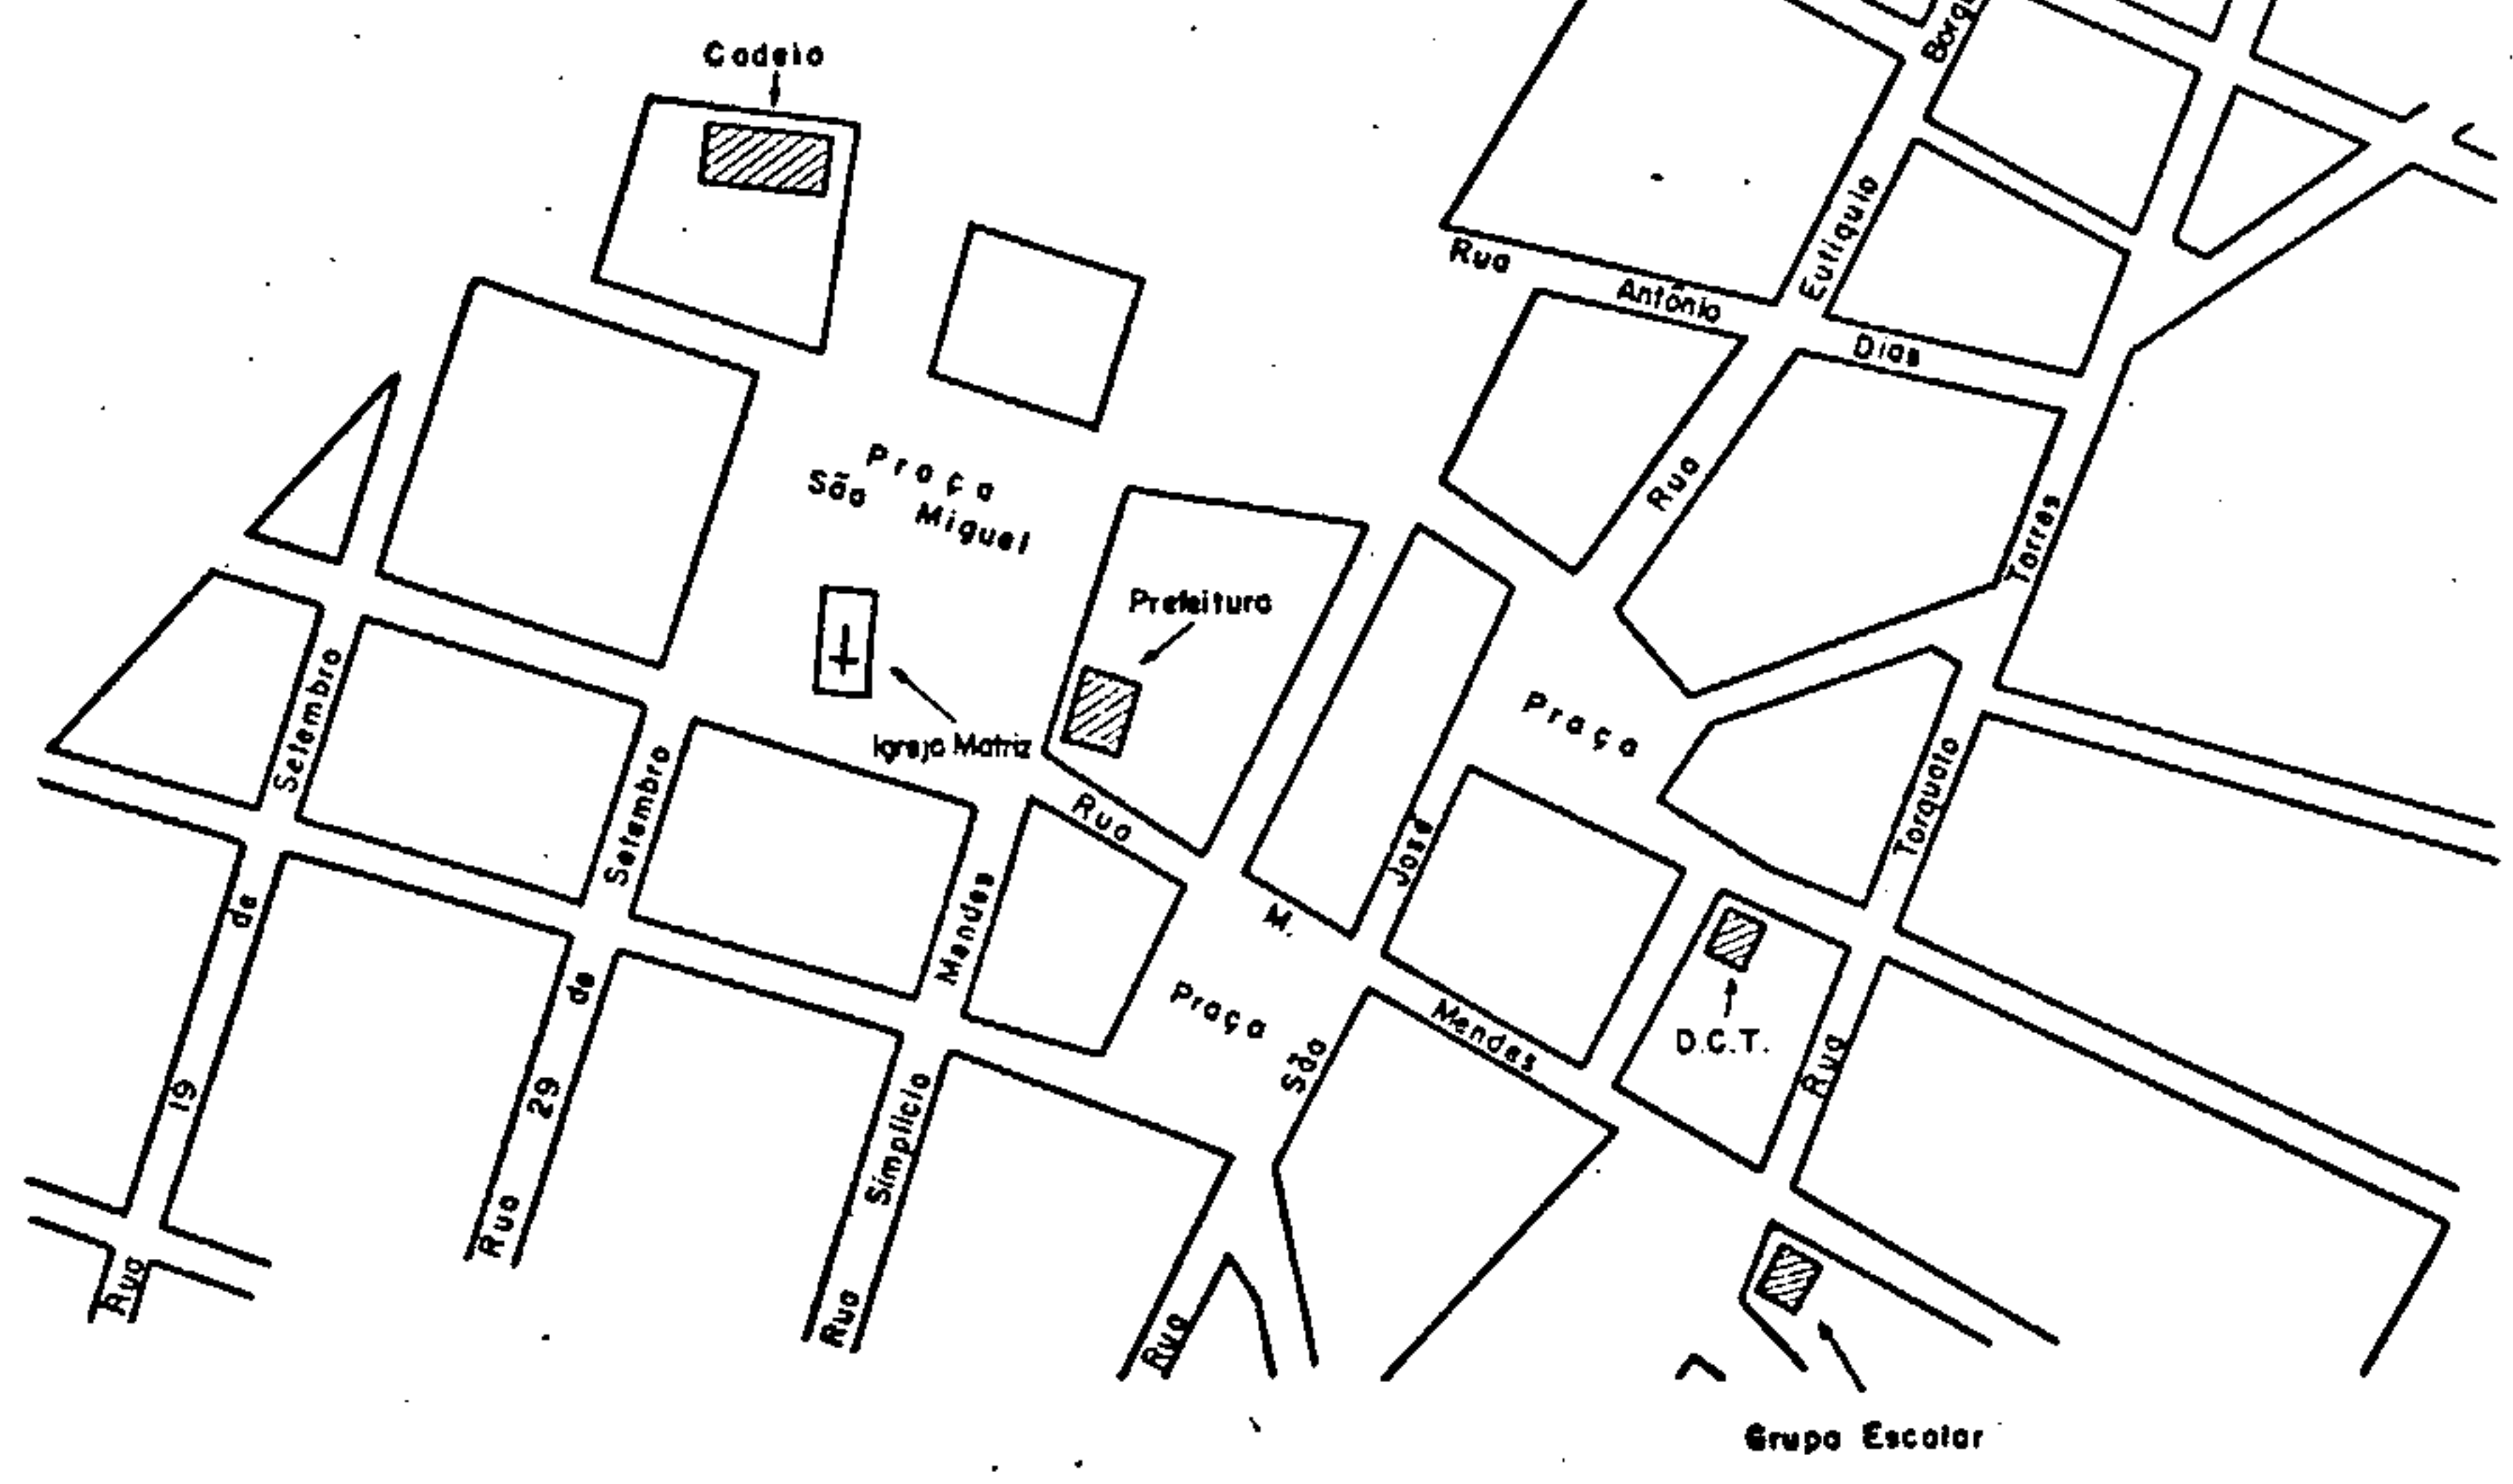 Cadeia
Borg
Eutíquio
Rua
Antônio
Dias
Praça
São
Miguel
Rua
Torres
Prefeitura
Igreja Matriz
Praça
Setembro
Setembro
Rua
Torquato
José
Mendes
M.
de
de
Praça
Mendes
D.C.T.
São
Rua
19
29
Simplício
Rua
Rua
Rua
Rua
Grupo Escolar